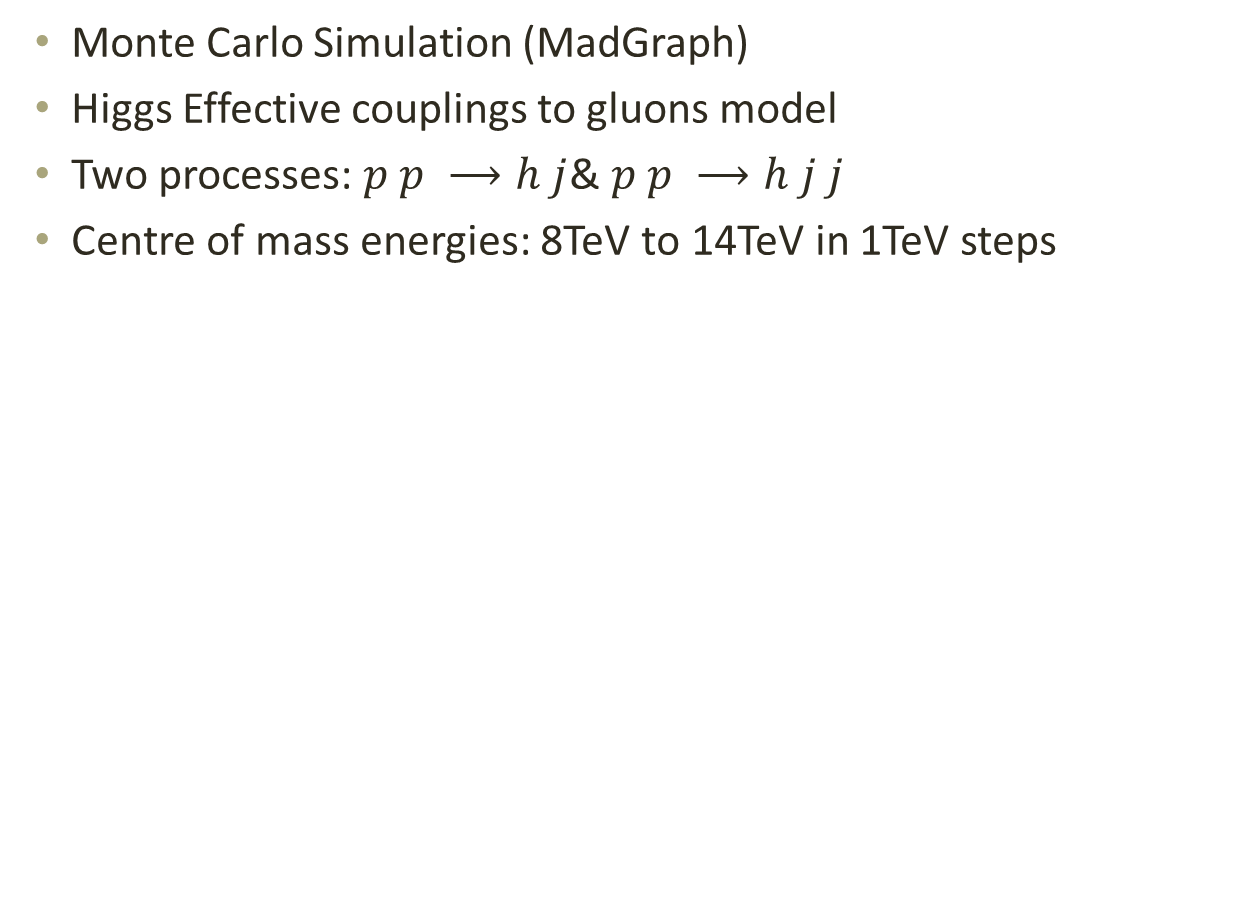 • Monte Carlo Simulation (MadGraph)
• Higgs Effective couplings to gluons model
• Two processes: p p ⟶ h j& p p ⟶ h j j
• Centre of mass energies: 8TeV to 14TeV in 1TeV steps